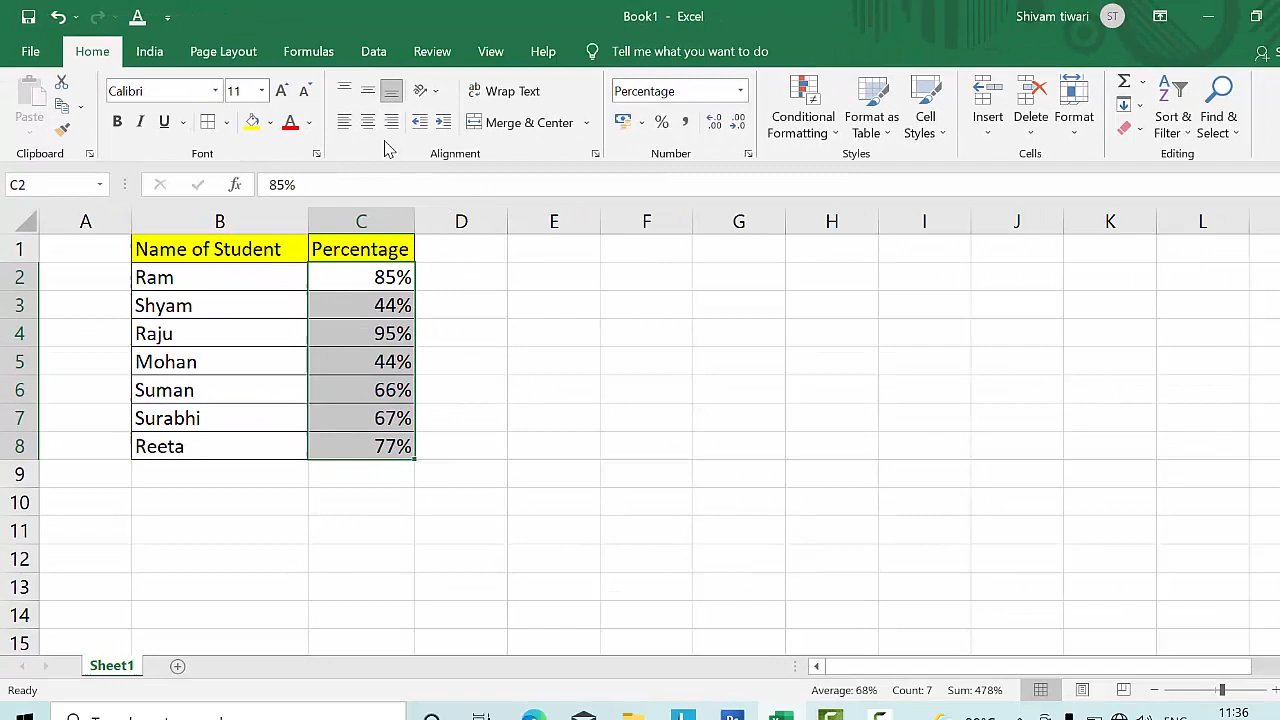 Book1 - Excel
Shivam tiwari
ST
File Home India Page Layout Formulas Data Review View Help Tell me what you want to do
Paste
Calibri 11
B I U
Wrap Text
Merge & Center
Percentage
Conditional Formatting
Format as Table
Cell Styles
Insert
Delete
Format
Sort & Filter
Find & Select
Clipboard Font Alignment Number Styles Cells Editing
C2 fx 85%
A B C D E F G H I J K L
1 Name of Student Percentage
2 Ram 85%
3 Shyam 44%
4 Raju 95%
5 Mohan 44%
6 Suman 66%
7 Surabhi 67%
8 Reeta 77%
9
10
11
12
13
14
15
Sheet1
Ready Average: 68% Count: 7 Sum: 478%
11:36